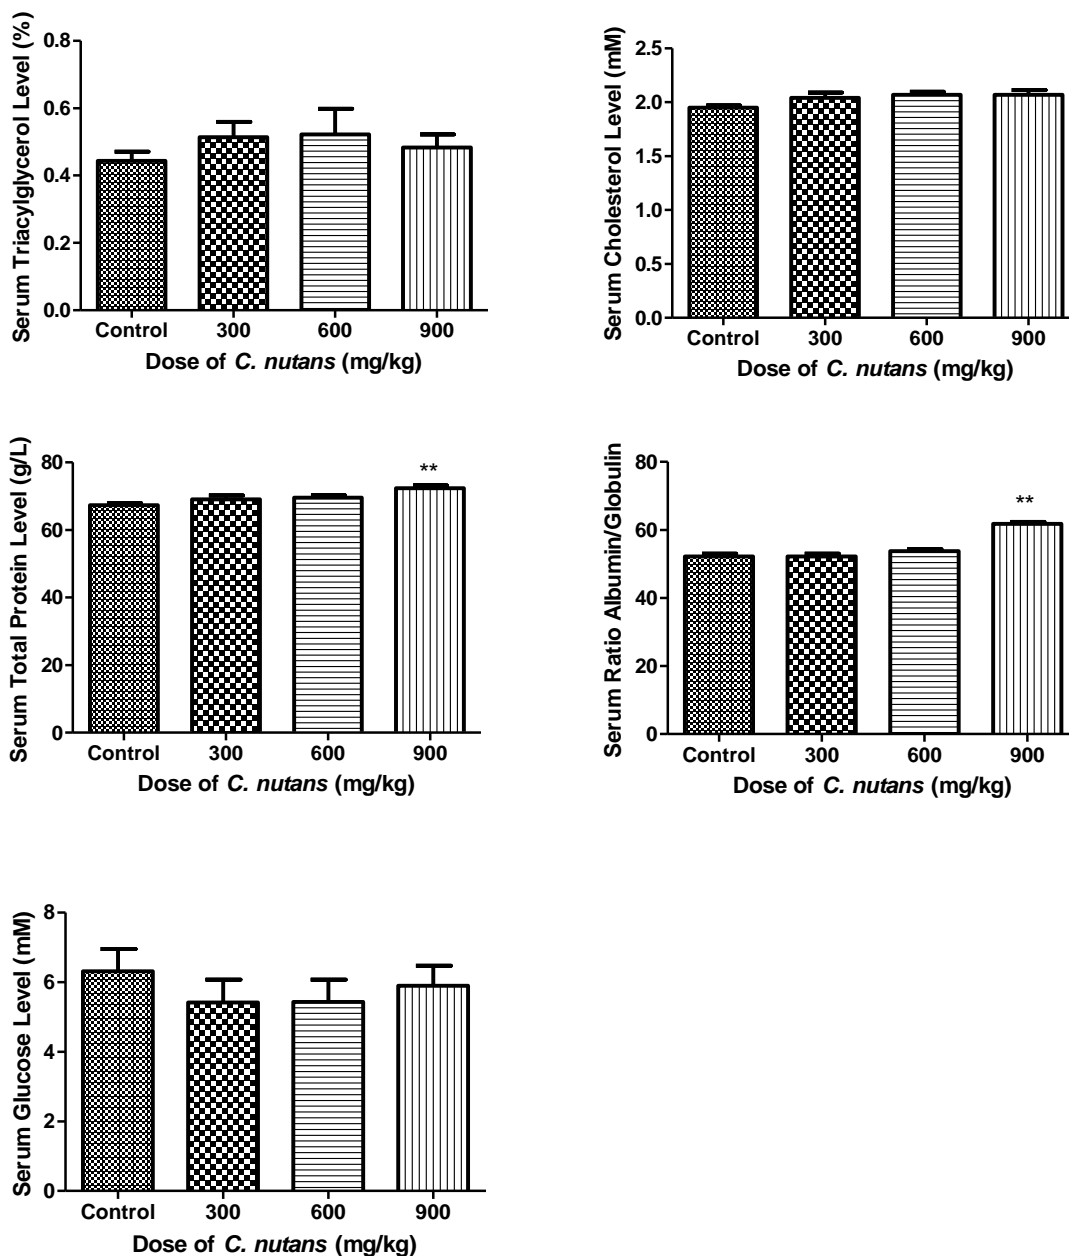 Serum Triacylglycerol Level (%)
0.8
0.6
0.4
0.2
0.0
Control 300 600 900
Dose of C. nutans (mg/kg)
Serum Cholesterol Level (mM)
2.5
2.0
1.5
1.0
0.5
0.0
Control 300 600 900
Dose of C. nutans (mg/kg)
Serum Total Protein Level (g/L)
80
60
40
20
0
**
Control 300 600 900
Dose of C. nutans (mg/kg)
Serum Ratio Albumin/Globulin
80
60
40
20
0
**
Control 300 600 900
Dose of C. nutans (mg/kg)
Serum Glucose Level (mM)
8
6
4
2
0
Control 300 600 900
Dose of C. nutans (mg/kg)